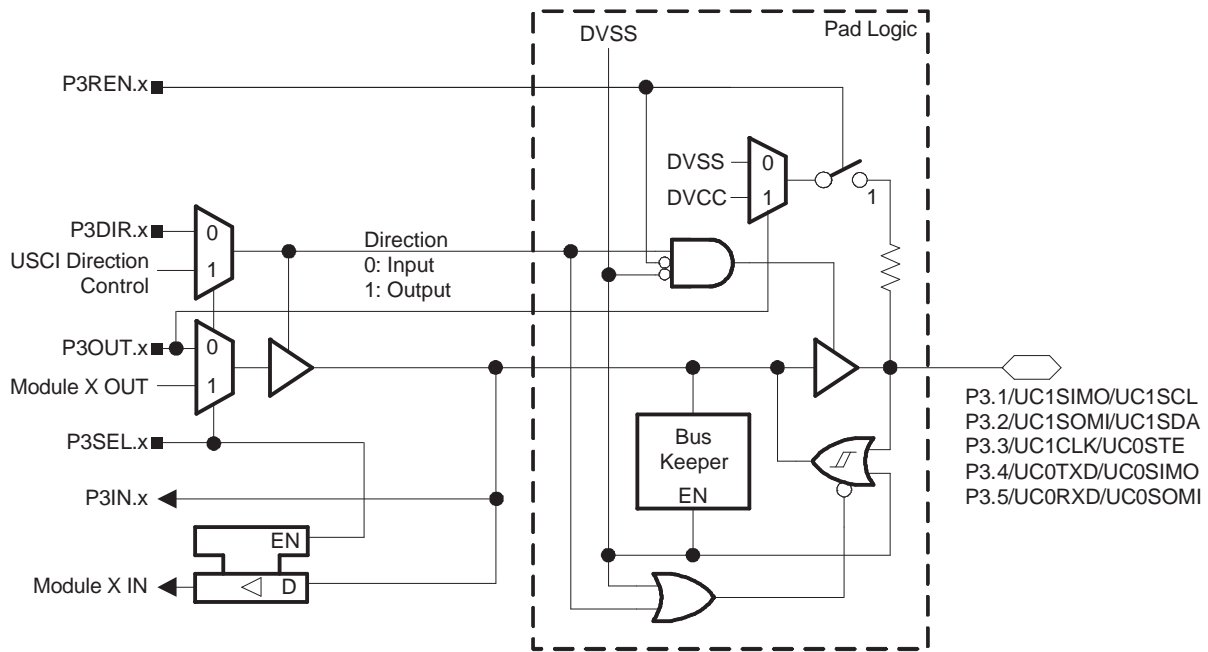 DVSS
Pad Logic
P3REN.x
DVSS
0
DVCC
1
1
P3DIR.x
0
USCI Direction
Control
1
Direction
0: Input
1: Output
P3OUT.x
0
Module X OUT
1
P3SEL.x
Bus
Keeper
EN
P3.1/UC1SIMO/UC1SCL
P3.2/UC1SOMI/UC1SDA
P3.3/UC1CLK/UC0STE
P3.4/UC0TXD/UC0SIMO
P3.5/UC0RXD/UC0SOMI
P3IN.x
EN
Module X IN
D